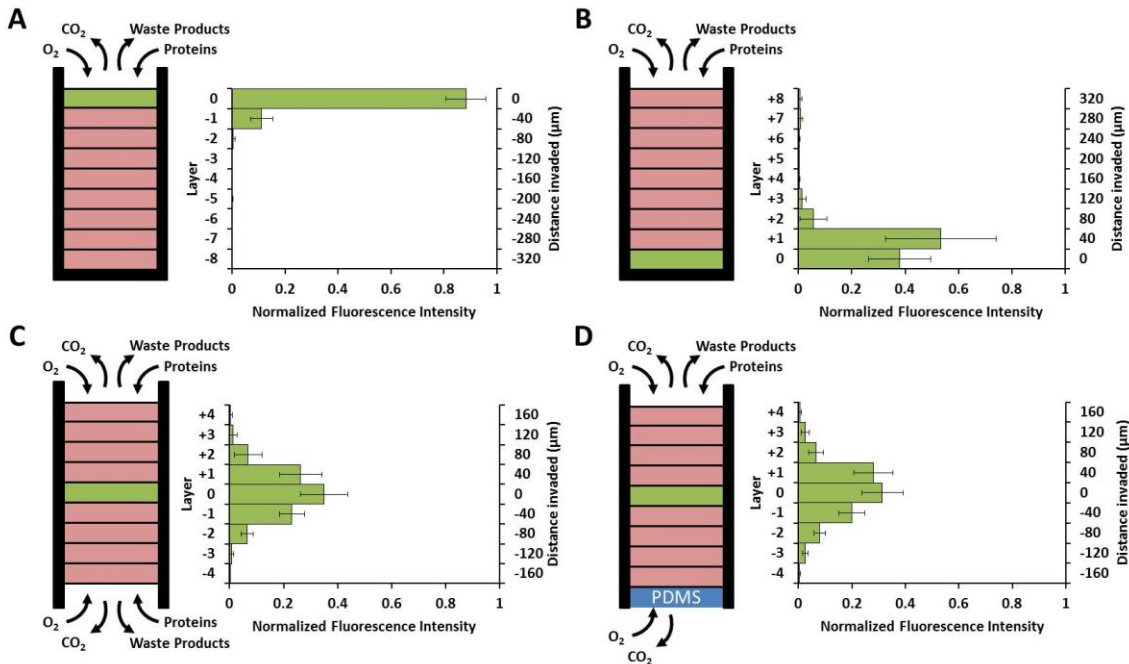 A
CO2 Waste Products
O2 Proteins
0 0
-1 -40
-2 -80
-3 -120
-4 -160
-5 -200
-6 -240
-7 -280
-8 -320
Layer
Distance invaded (µm)
0 0.2 0.4 0.6 0.8 1
Normalized Fluorescence Intensity
B
CO2 Waste Products
O2 Proteins
+8 320
+7 280
+6 240
+5 200
+4 160
+3 120
+2 80
+1 40
0 0
Layer
Distance invaded (µm)
0 0.2 0.4 0.6 0.8 1
Normalized Fluorescence Intensity
C
CO2 Waste Products
O2 Proteins
+4 160
+3 120
+2 80
+1 40
0 0
-1 -40
-2 -80
-3 -120
-4 -160
Layer
Distance invaded (µm)
0 0.2 0.4 0.6 0.8 1
Normalized Fluorescence Intensity
O2 Proteins
CO2 Waste Products
D
CO2 Waste Products
O2 Proteins
+4 160
+3 120
+2 80
+1 40
0 0
-1 -40
-2 -80
-3 -120
-4 -160
Layer
Distance invaded (µm)
0 0.2 0.4 0.6 0.8 1
Normalized Fluorescence Intensity
PDMS
O2
CO2